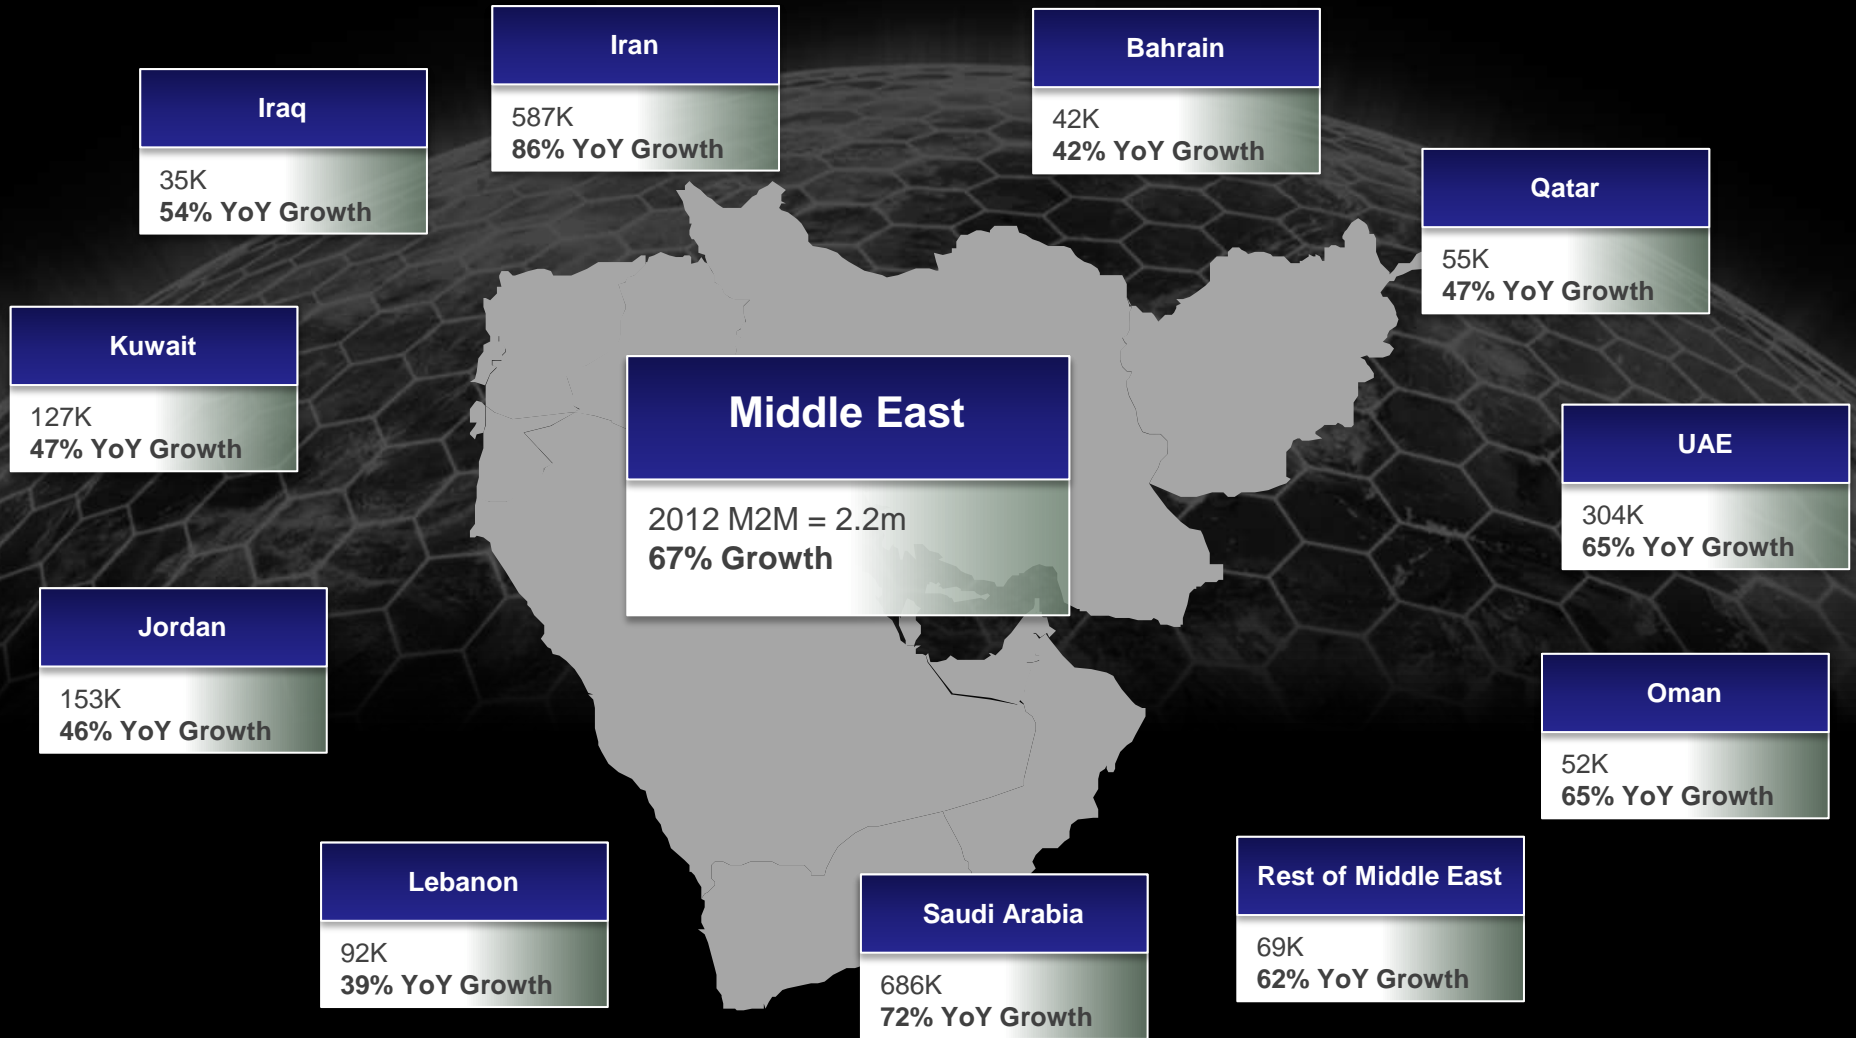 Iran
587K
86% YoY Growth
Bahrain
42K
42% YoY Growth
Iraq
35K
54% YoY Growth
Qatar
55K
47% YoY Growth
Kuwait
127K
47% YoY Growth
Middle East
2012 M2M = 2.2m
67% Growth
UAE
304K
65% YoY Growth
Jordan
153K
46% YoY Growth
Oman
52K
65% YoY Growth
Lebanon
92K
39% YoY Growth
Saudi Arabia
686K
72% YoY Growth
Rest of Middle East
69K
62% YoY Growth